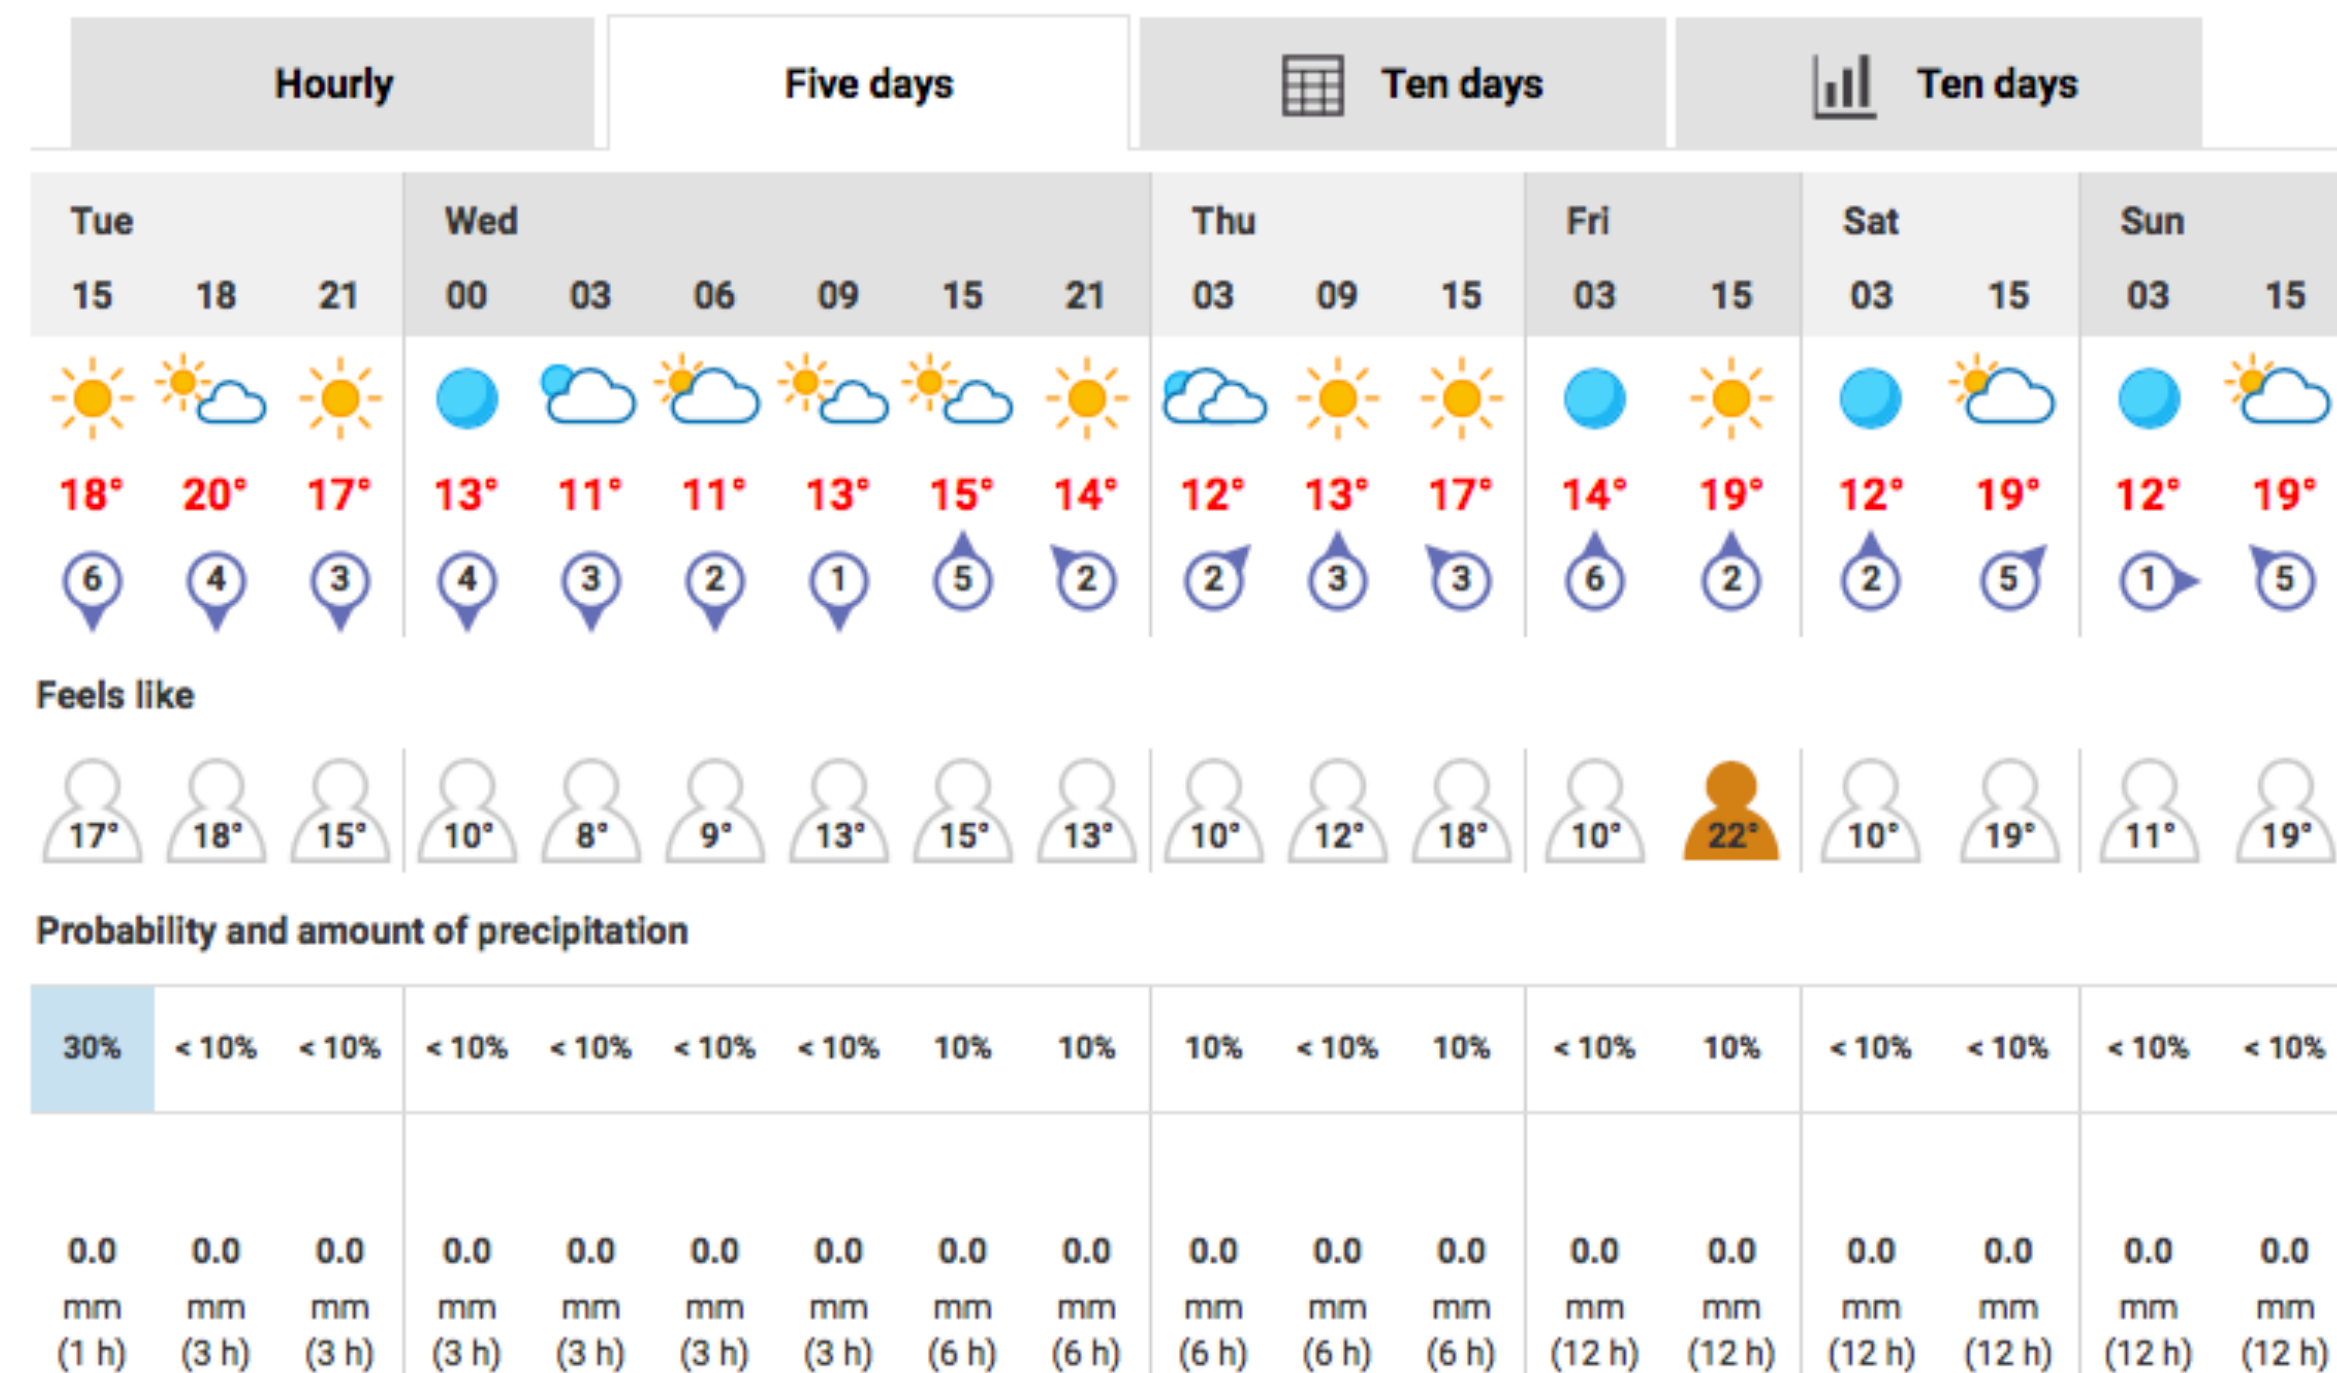 Hourly Five days Ten days Ten days
Tue Wed Thu Fri Sat Sun
15 18 21 00 03 06 09 15 21 03 09 15 03 15 03 15 03 15
18° 20° 17° 13° 11° 11° 13° 15° 14° 12° 13° 17° 14° 19° 12° 19° 12° 19°
6 4 3 4 3 2 1 5 2 2 3 3 6 2 2 5 1 5
Feels like
17° 18° 15° 10° 8° 9° 13° 15° 13° 10° 12° 18° 10° 22° 10° 19° 11° 19°
Probability and amount of precipitation
30% < 10% < 10% < 10% < 10% < 10% < 10% 10% 10% 10% < 10% 10% < 10% 10% < 10% < 10% < 10% < 10%
0.0 0.0 0.0 0.0 0.0 0.0 0.0 0.0 0.0 0.0 0.0 0.0 0.0 0.0 0.0 0.0 0.0 0.0
mm mm mm mm mm mm mm mm mm mm mm mm mm mm mm mm mm mm
(1 h) (3 h) (3 h) (3 h) (3 h) (3 h) (3 h) (6 h) (6 h) (6 h) (6 h) (6 h) (12 h) (12 h) (12 h) (12 h) (12 h) (12 h)